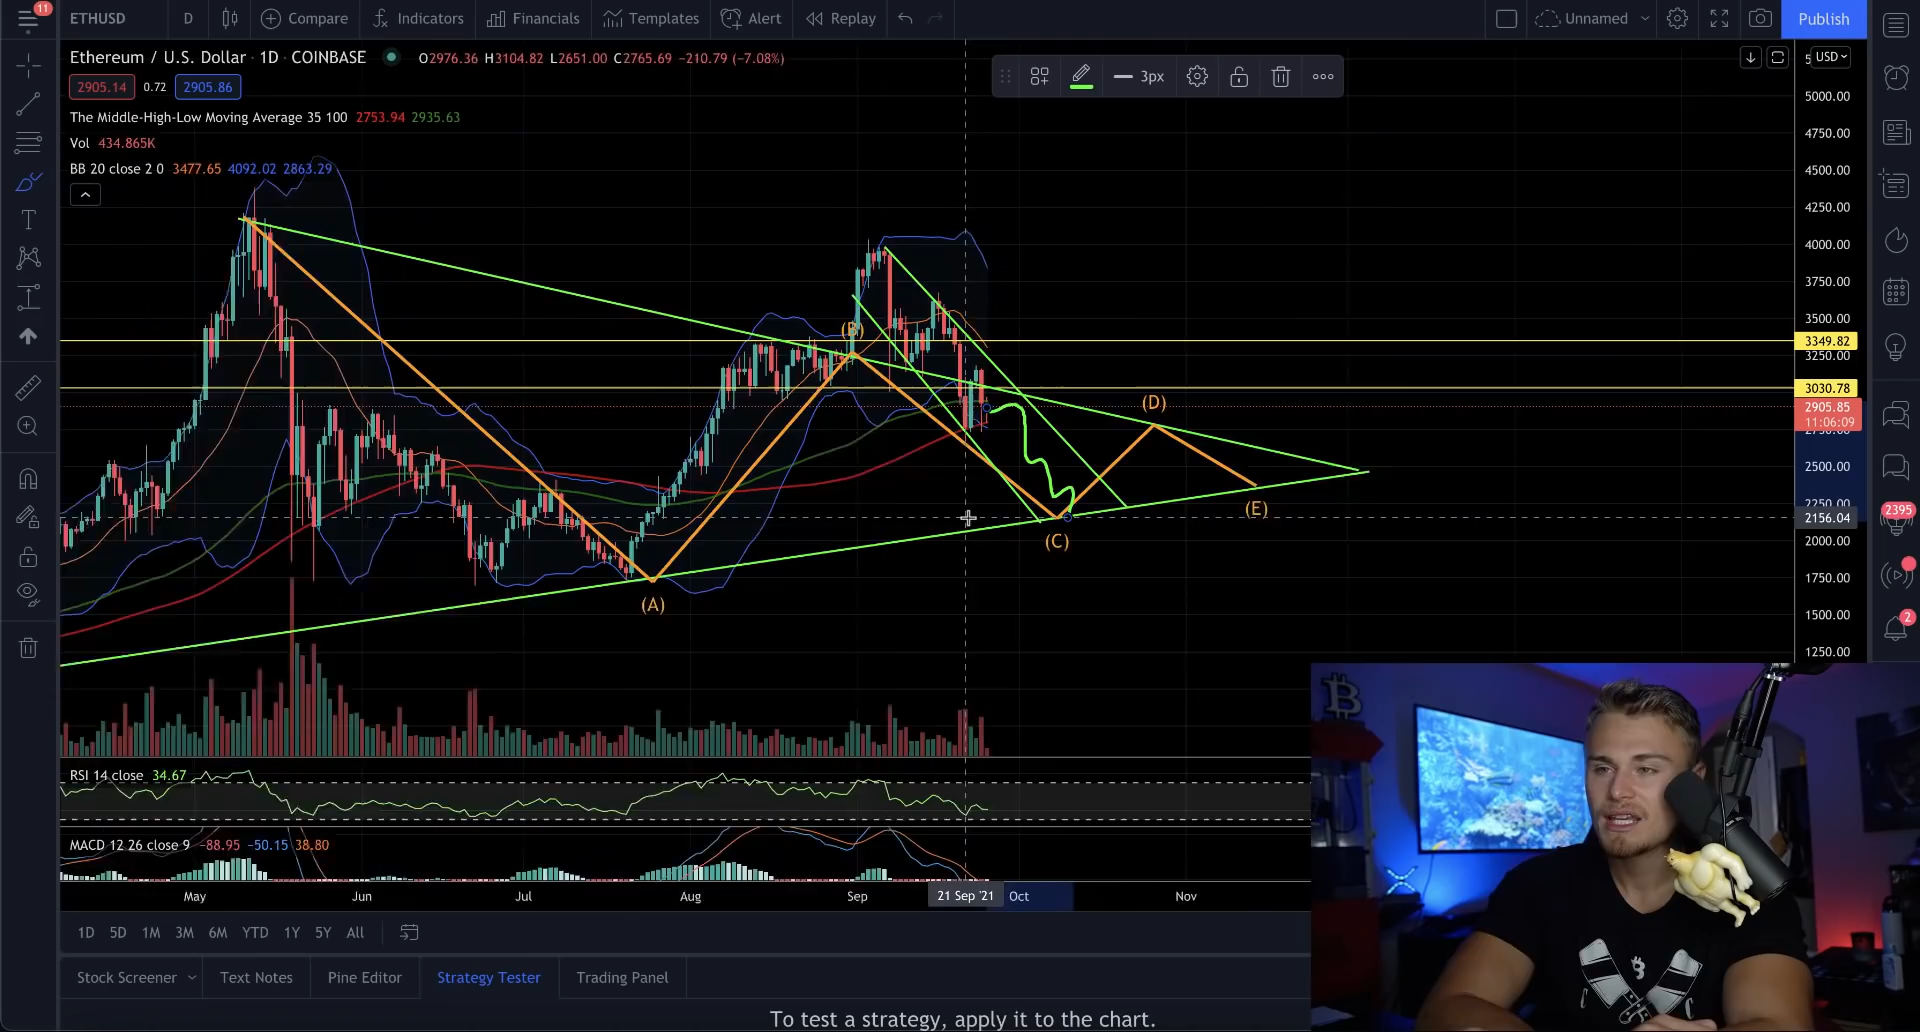 11
ETHUSD D Compare Indicators Financials Templates Alert Replay Unnamed Publish
Ethereum / U.S. Dollar · 1D · COINBASE O2976.36 H3104.82 L2651.00 C2765.69 −210.79 (−7.08%)
3px
USD
2905.14 0.72 2905.86
The Middle-High-Low Moving Average 35 100 2753.94 2935.63
Vol 434.865K
BB 20 close 2 0 3477.65 4092.02 2863.29
5000.00
4750.00
4500.00
4250.00
4000.00
3750.00
3500.00
3349.82
3250.00
3030.78
2905.85
11:06:09
2750.00
2500.00
2250.00
2156.04
2000.00
1750.00
1500.00
1250.00
(B)
(D)
(E)
(C)
(A)
2395
2
RSI 14 close 34.67
MACD 12 26 close 9 −88.95 −50.15 38.80
May Jun Jul Aug Sep 21 Sep '21 Oct Nov
1D 5D 1M 3M 6M YTD 1Y 5Y All
Stock Screener Text Notes Pine Editor Strategy Tester Trading Panel
To test a strategy, apply it to the chart.